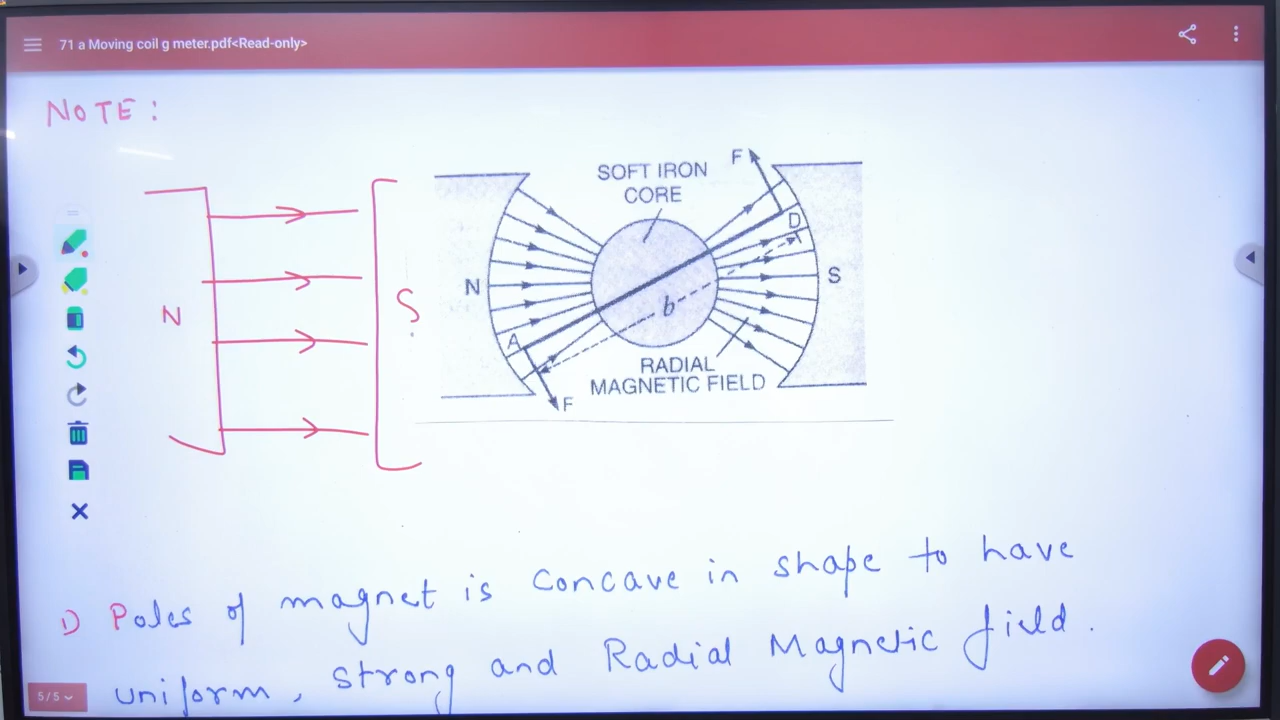 71 a Moving coil g meter.pdf<Read-only>
NOTE:
N
S
SOFT IRON
CORE
F
D
N
S
b
A
RADIAL
MAGNETIC FIELD
F
1) Poles of magnet is concave in shape to have
uniform, strong and Radial Magnetic field.
5/5